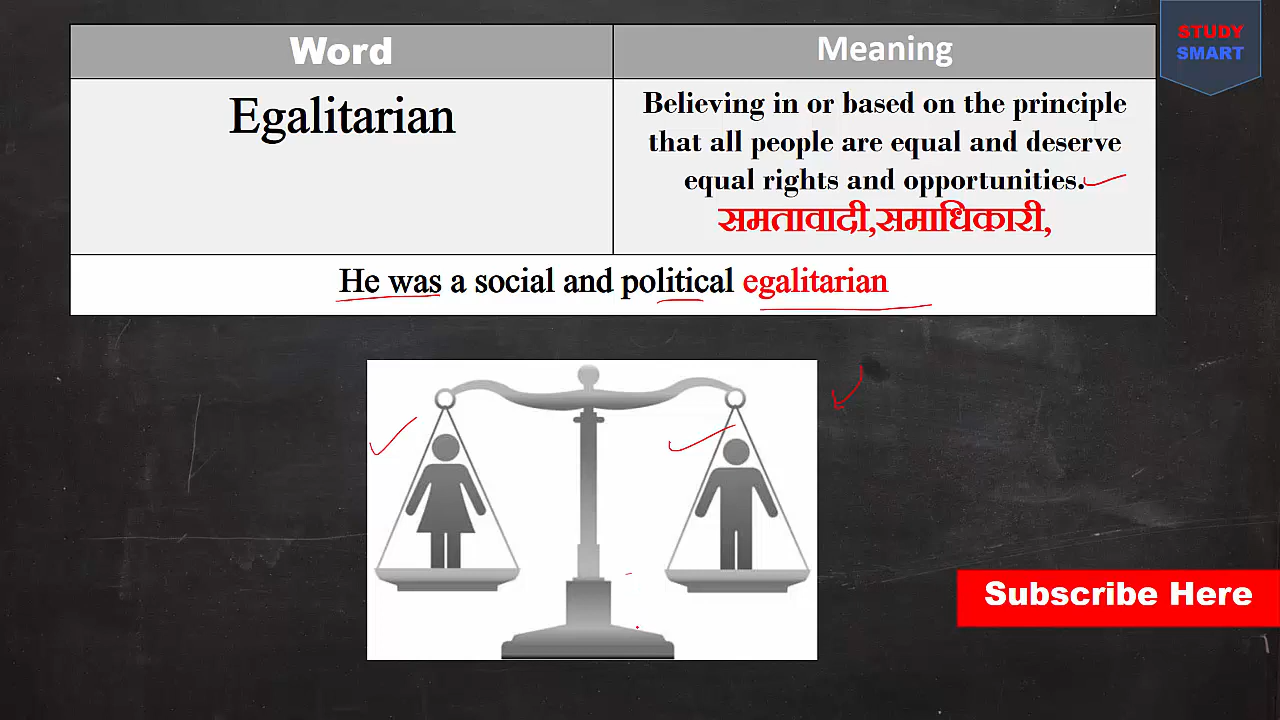 STUDY
SMART
Word
Meaning
Egalitarian
Believing in or based on the principle
that all people are equal and deserve
equal rights and opportunities.
समतावादी,समाधिकारी,
He was a social and political egalitarian
Subscribe Here